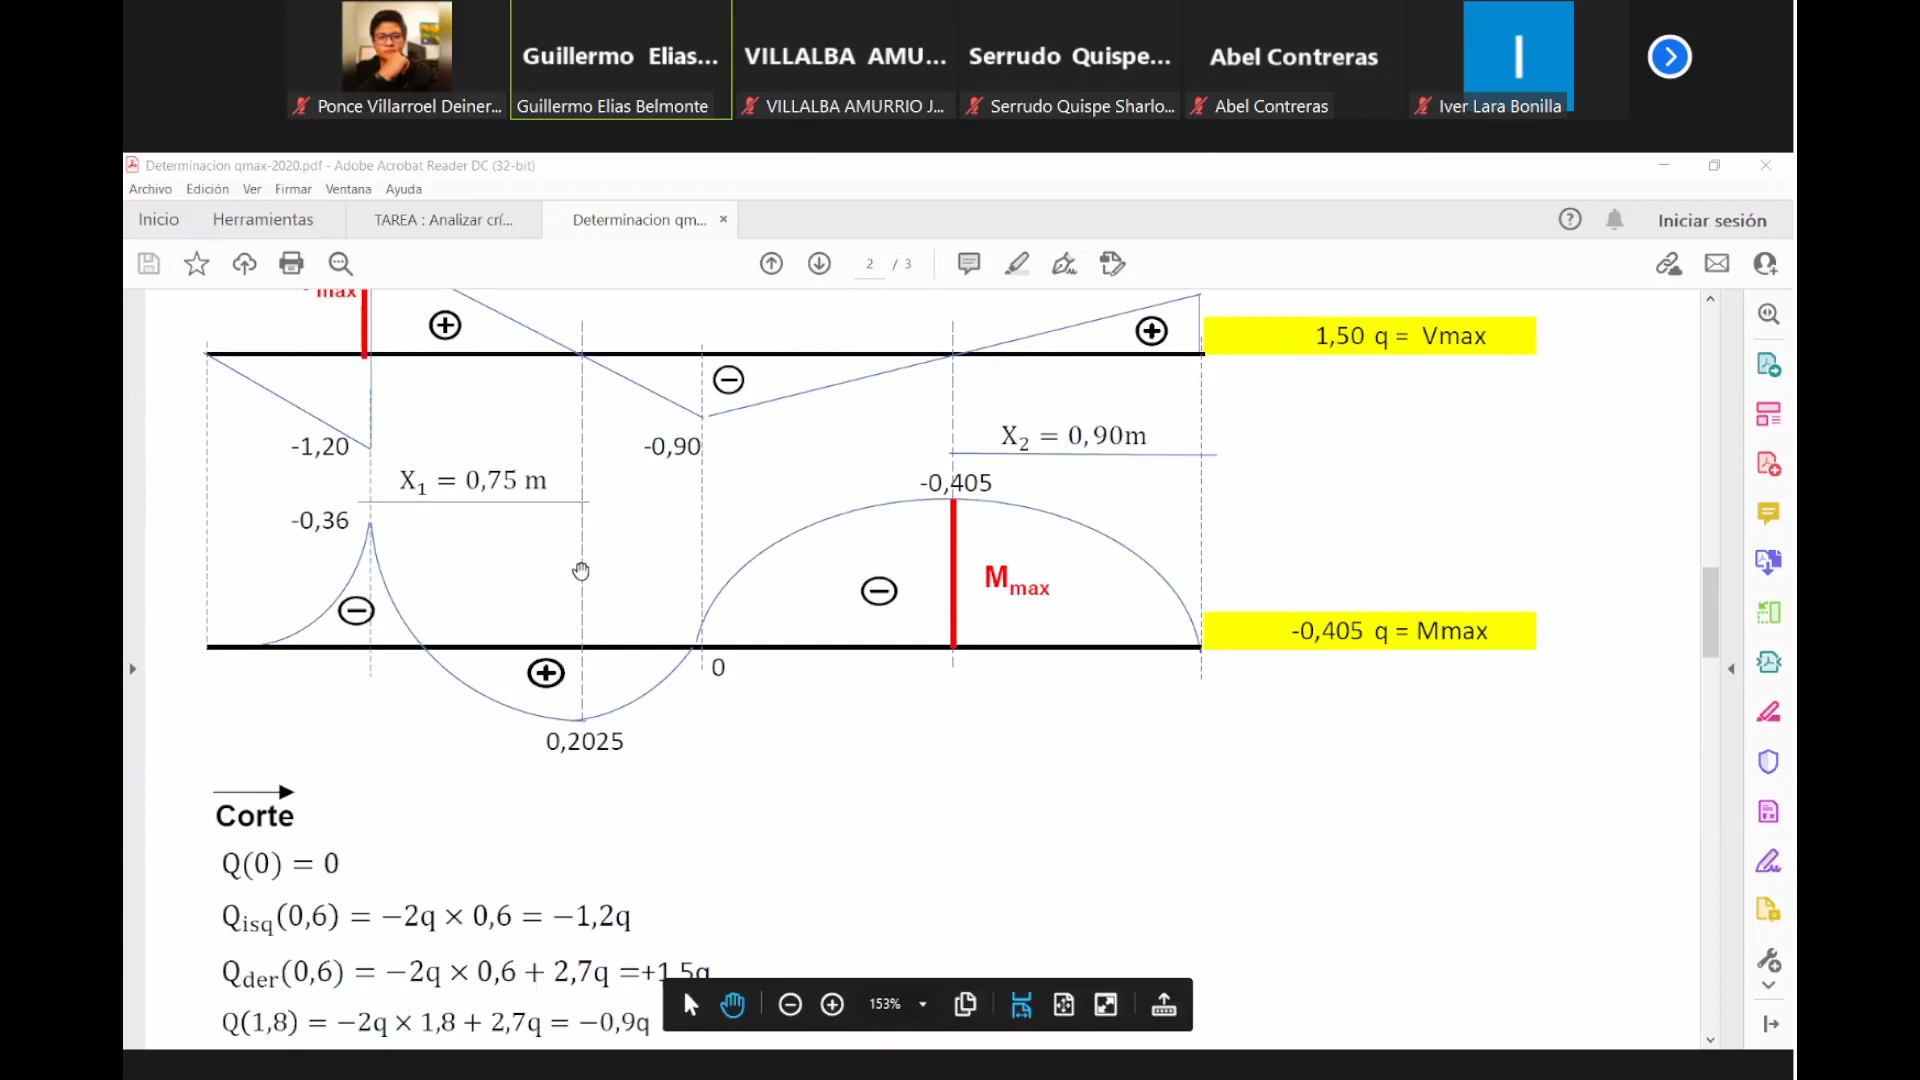 Guillermo Elias...
VILLALBA AMU...
Serrudo Quispe...
Abel Contreras
I
Ponce Villarroel Deiner...
Guillermo Elias Belmonte
VILLALBA AMURRIO J...
Serrudo Quispe Sharlo...
Abel Contreras
Iver Lara Bonilla
Determinacion qmax-2020.pdf - Adobe Acrobat Reader DC (32-bit)
Archivo Edición Ver Firmar Ventana Ayuda
Inicio Herramientas TAREA : Analizar crí... Determinacion qm... × Iniciar sesión
2 / 3
max
1,50 q = Vmax
-1,20
-0,90
X₂ = 0,90m
X₁ = 0,75 m
-0,405
-0,36
Mmax
-0,405 q = Mmax
0
0,2025
Corte
Q(0) = 0
Qisq(0,6) = −2q × 0,6 = −1,2q
Qder(0,6) = −2q × 0,6 + 2,7q =+1,5q
Q(1,8) = −2q × 1,8 + 2,7q = −0,9q
153%